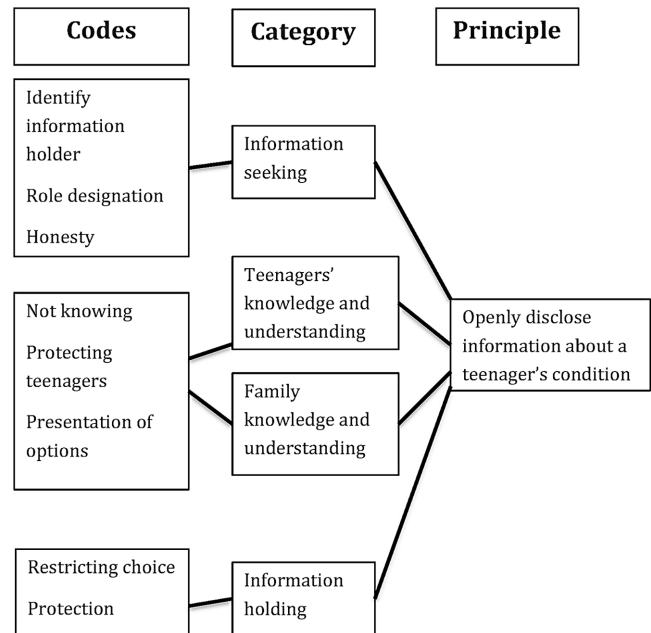 Codes
Category
Principle
Identify
information
holder
Role designation
Honesty
Information
seeking
Not knowing
Protecting
teenagers
Presentation of
options
Teenagers’
knowledge and
understanding
Family
knowledge and
understanding
Openly disclose
information about a
teenager’s condition
Restricting choice
Protection
Information
holding